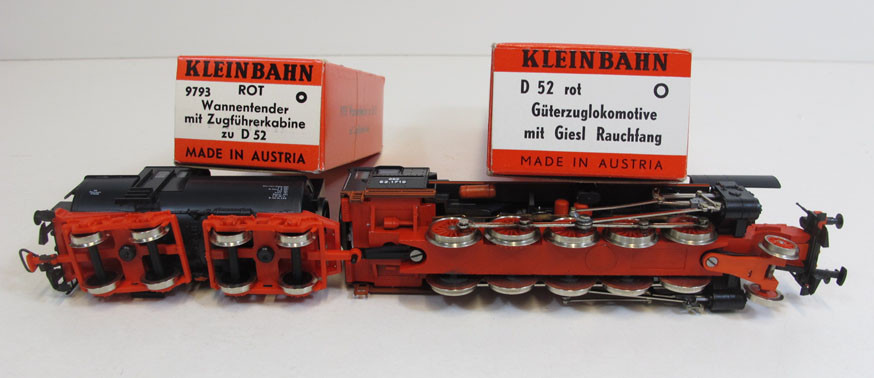 KLEINBAHN
9793 ROT
Wannentender
mit Zugführerkabine
zu D 52
MADE IN AUSTRIA
KLEINBAHN
D 52 rot
Güterzuglokomotive
mit Giesl Rauchfang
MADE IN AUSTRIA